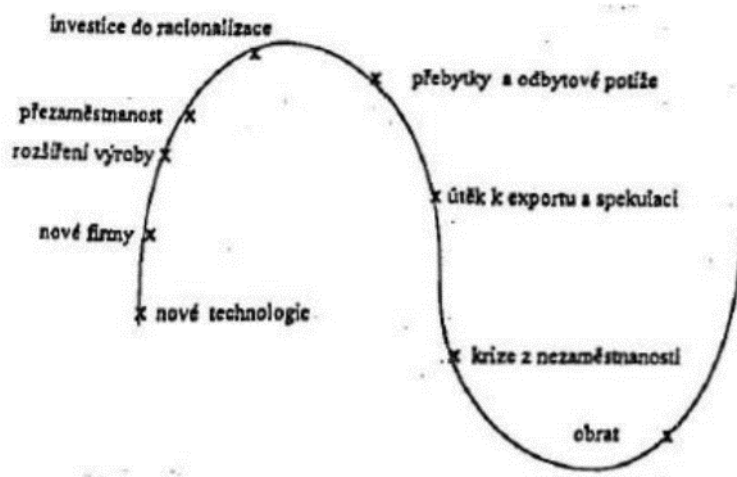 investice do racionalizace
přebytky a odbytové potíže
přezaměstnanost
rozšíření výroby
útěk k exportu a spekulaci
nové firmy
nové technologie
krize z nezaměstnanosti
obrat